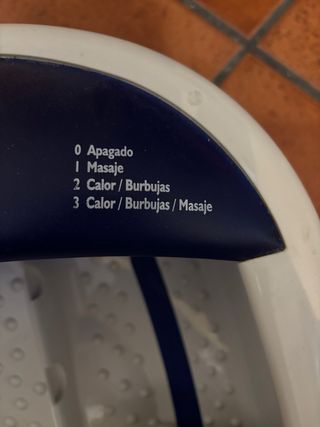 0 Apagado
1 Masaje
2 Calor / Burbujas
3 Calor / Burbujas / Masaje